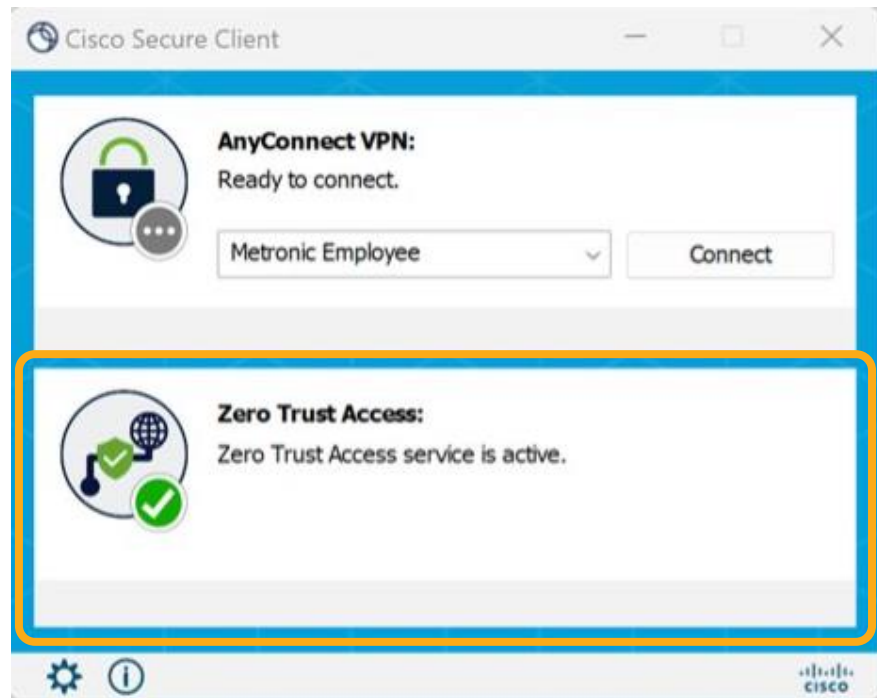 Cisco Secure Client
AnyConnect VPN:
Ready to connect.
Metronic Employee
Connect
Zero Trust Access:
Zero Trust Access service is active.
CISCO